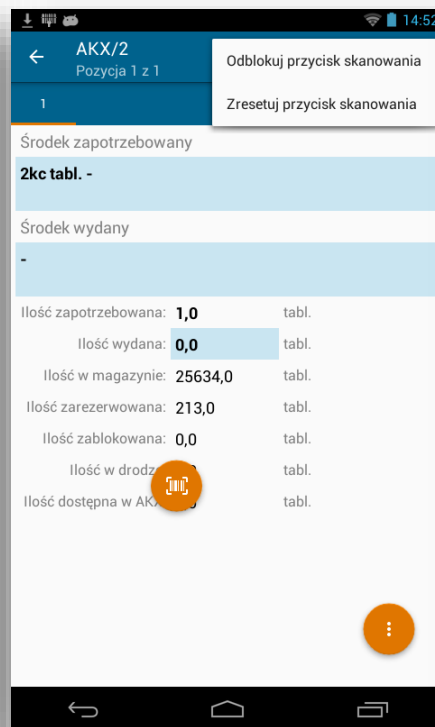 14:52
AKX/2
Pozycja 1 z 1
Odblokuj przycisk skanowania
Zresetuj przycisk skanowania
1
Środek zapotrzebowany
2kc tabl. -
Środek wydany
-
Ilość zapotrzebowana: 1,0 tabl.
Ilość wydana: 0,0 tabl.
Ilość w magazynie: 25634,0 tabl.
Ilość zarezerwowana: 213,0 tabl.
Ilość zablokowana: 0,0 tabl.
Ilość w tabl.
Ilość dostępna w tabl.